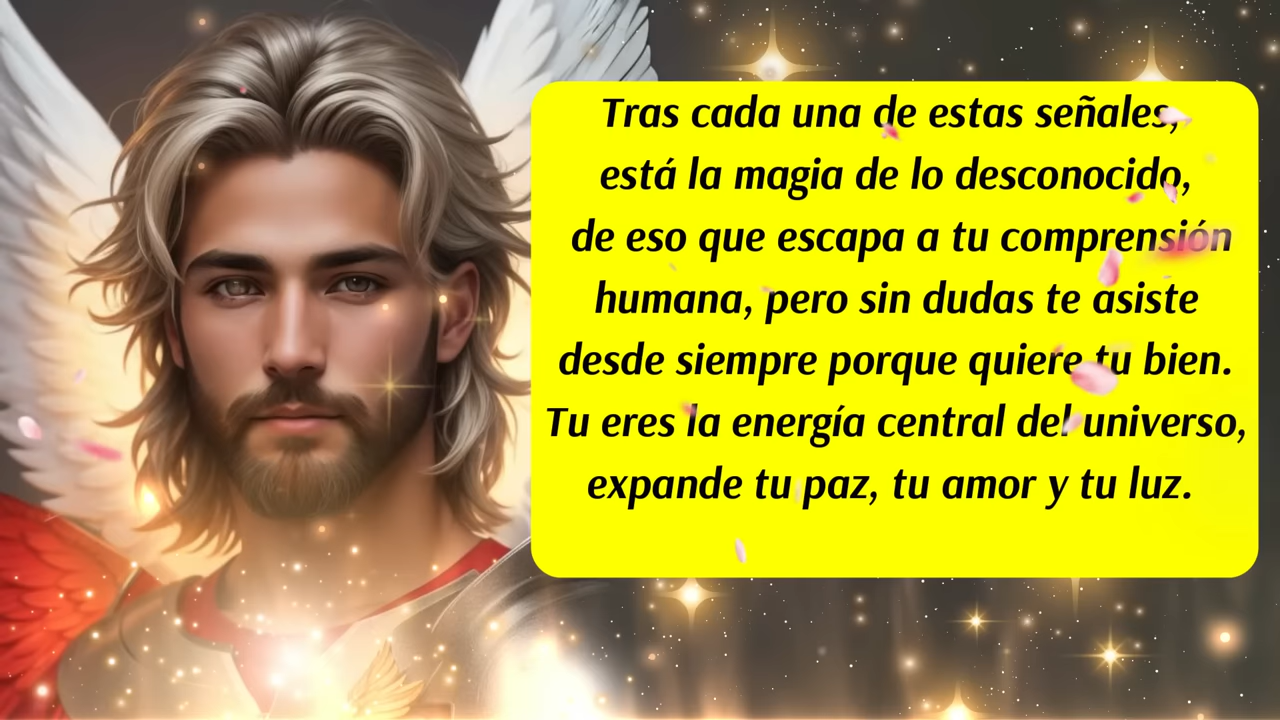 Tras cada una de estas señales,
está la magia de lo desconocido,
de eso que escapa a tu comprensión
humana, pero sin dudas te asiste
desde siempre porque quiere tu bien.
Tu eres la energía central del universo,
expande tu paz, tu amor y tu luz.